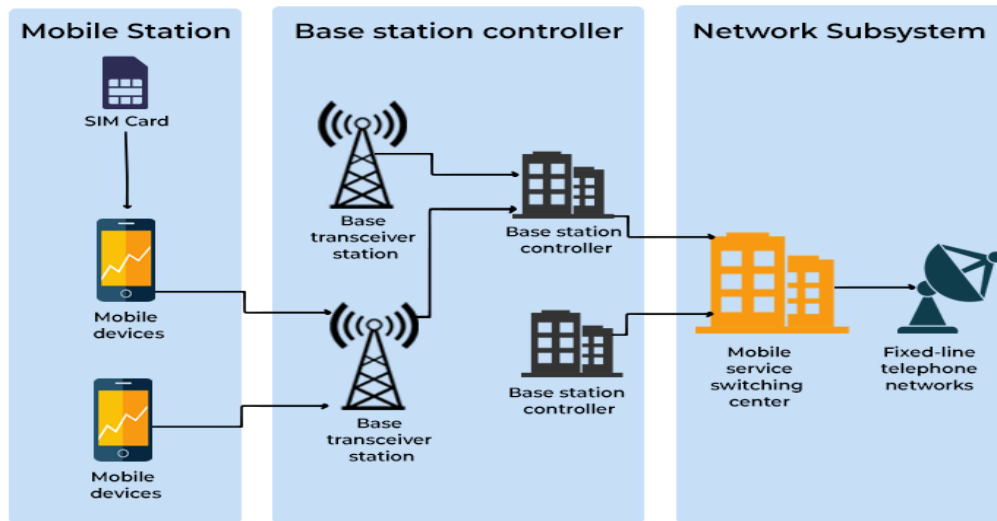 Mobile Station
SIM Card
Mobile
devices
Mobile
devices
Base station controller
Base
transceiver
station
Base
transceiver
station
Base station
controller
Base station
controller
Network Subsystem
Mobile
service
switching
center
Fixed-line
telephone
networks